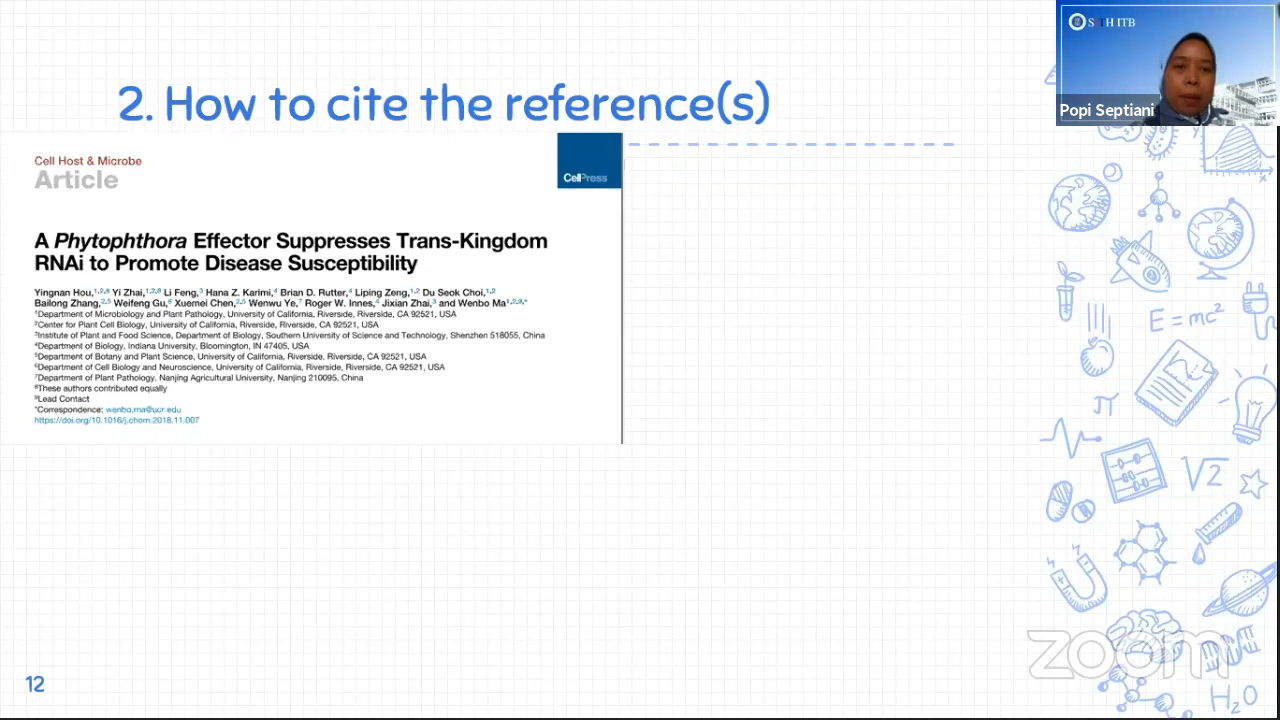 SITH ITB
Popi Septiani
2. How to cite the reference(s)
Cell Host & Microbe
Article
CellPress
A Phytophthora Effector Suppresses Trans-Kingdom
RNAi to Promote Disease Susceptibility
Yingnan Hou,1,2,8 Yi Zhai,1,2,8 Li Feng,3 Hana Z. Karimi,4 Brian D. Rutter,4 Liping Zeng,1,2 Du Seok Choi,1,2
Bailong Zhang,2,5 Weifeng Gu,6 Xuemei Chen,2,5 Wenwu Ye,7 Roger W. Innes,4 Jixian Zhai,3 and Wenbo Ma1,2,9,*
1Department of Microbiology and Plant Pathology, University of California, Riverside, Riverside, CA 92521, USA
2Center for Plant Cell Biology, University of California, Riverside, Riverside, CA 92521, USA
3Institute of Plant and Food Science, Department of Biology, Southern University of Science and Technology, Shenzhen 518055, China
4Department of Biology, Indiana University, Bloomington, IN 47405, USA
5Department of Botany and Plant Science, University of California, Riverside, Riverside, CA 92521, USA
6Department of Cell Biology and Neuroscience, University of California, Riverside, Riverside, CA 92521, USA
7Department of Plant Pathology, Nanjing Agricultural University, Nanjing 210095, China
8These authors contributed equally
9Lead Contact
*Correspondence: wenbo.ma@ucr.edu
https://doi.org/10.1016/j.chom.2018.11.007
E = mc²
π
√2
x
zoom
H₂O
12